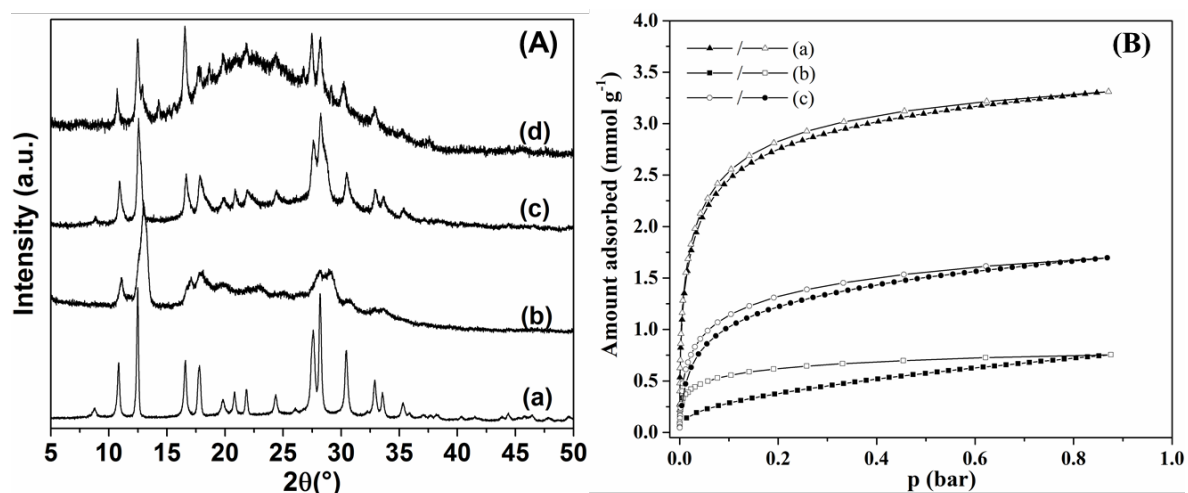 (A)
(d)
(c)
(b)
(a)
Intensity (a.u.)
5 10 15 20 25 30 35 40 45 50
2θ(°)
(B)
4.0
3.5
3.0
2.5
2.0
1.5
1.0
0.5
0.0
/ (a)
/ (b)
/ (c)
Amount adsorbed (mmol g⁻¹)
0.0 0.2 0.4 0.6 0.8 1.0
p (bar)